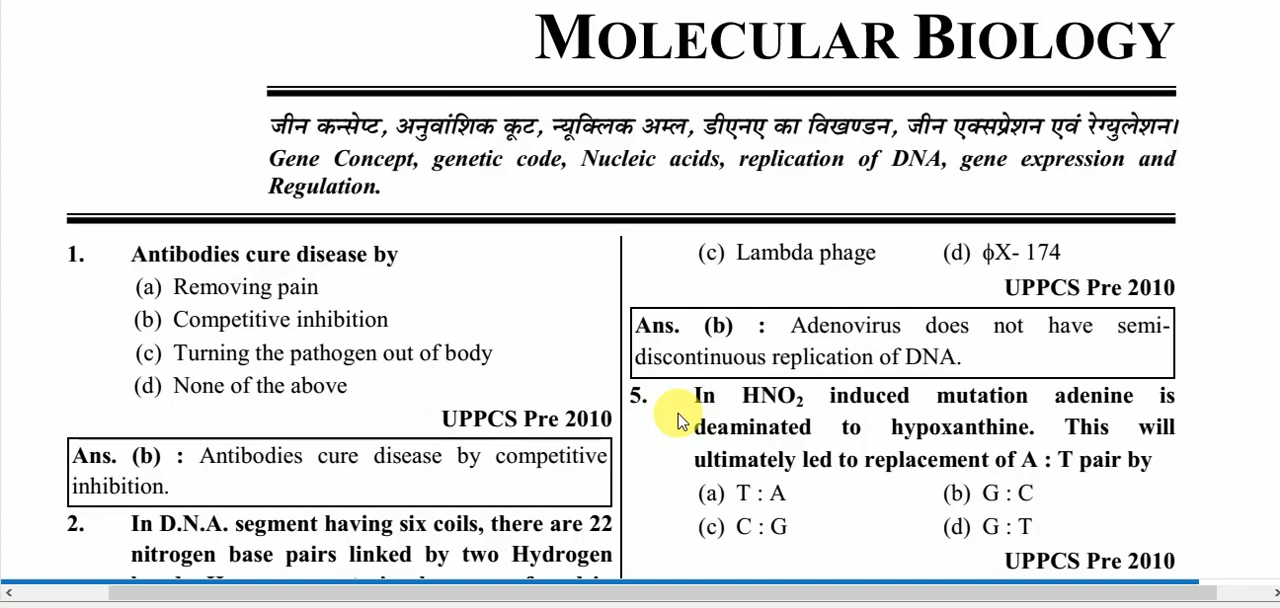 MOLECULAR BIOLOGY
जीन कन्सेप्ट, अनुवांशिक कूट, न्यूक्लिक अम्ल, डीएनए का विखण्डन, जीन एक्सप्रेशन एवं रेग्युलेशन।
Gene Concept, genetic code, Nucleic acids, replication of DNA, gene expression and
Regulation.
1. Antibodies cure disease by
(a) Removing pain
(b) Competitive inhibition
(c) Turning the pathogen out of body
(d) None of the above
UPPCS Pre 2010
Ans. (b) : Antibodies cure disease by competitive
inhibition.
2. In D.N.A. segment having six coils, there are 22
nitrogen base pairs linked by two Hydrogen
(c) Lambda phage (d) ϕX- 174
UPPCS Pre 2010
Ans. (b) : Adenovirus does not have semi-
discontinuous replication of DNA.
5. In HNO₂ induced mutation adenine is
deaminated to hypoxanthine. This will
ultimately led to replacement of A : T pair by
(a) T : A (b) G : C
(c) C : G (d) G : T
UPPCS Pre 2010